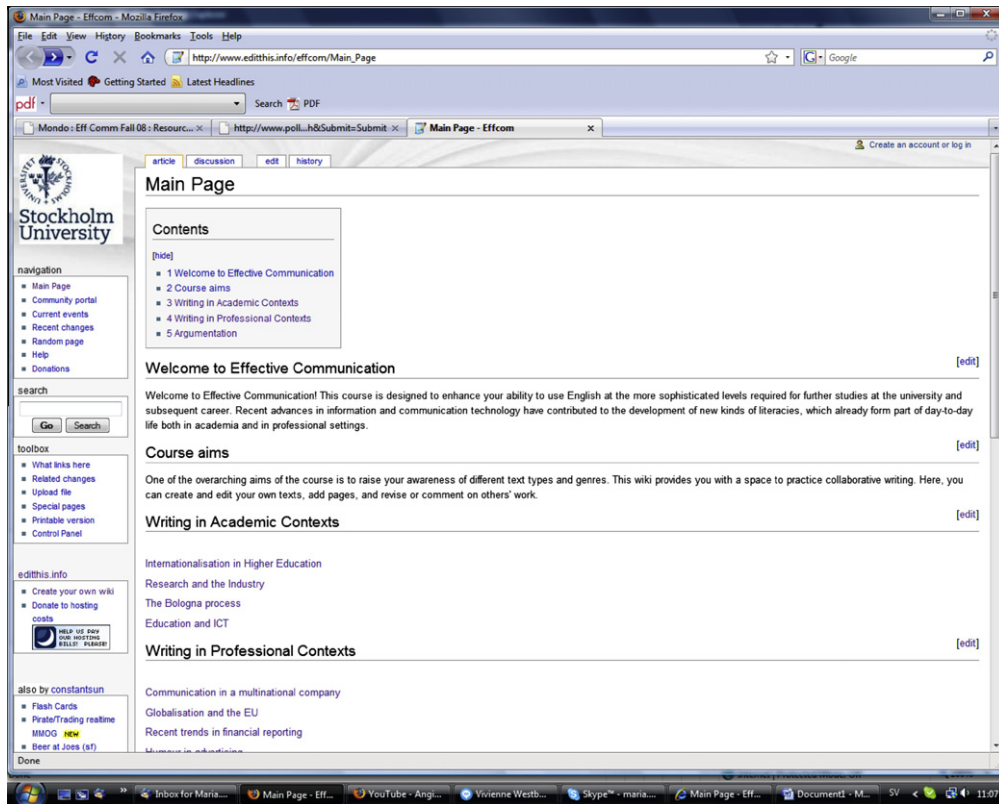 Main Page - Effcom - Mozilla Firefox
File Edit View History Bookmarks Tools Help
http://www.editthis.info/effcom/Main_Page
Google
Most Visited Getting Started Latest Headlines
pdf Search PDF
Mondo : Eff Comm Fall 08 : Resourc...
http://www.poll...h&Submit=Submit
Main Page - Effcom
Create an account or log in
article discussion edit history
Stockholm
University
Main Page
Contents
[hide]
1 Welcome to Effective Communication
2 Course aims
3 Writing in Academic Contexts
4 Writing in Professional Contexts
5 Argumentation
navigation
Main Page
Community portal
Current events
Recent changes
Random page
Help
Donations
search
Go Search
toolbox
What links here
Related changes
Upload file
Special pages
Printable version
Control Panel
editthis.info
Create your own wiki
Donate to hosting
costs
HELP US PAY
OUR HOSTING
BILLS! PLEASE!
also by constantsun
Flash Cards
Pirate/Trading realtime
MMOG NEW
Beer at Joes (sf)
Welcome to Effective Communication
[edit]
Welcome to Effective Communication! This course is designed to enhance your ability to use English at the more sophisticated levels required for further studies at the university and
subsequent career. Recent advances in information and communication technology have contributed to the development of new kinds of literacies, which already form part of day-to-day
life both in academia and in professional settings.
Course aims
[edit]
One of the overarching aims of the course is to raise your awareness of different text types and genres. This wiki provides you with a space to practice collaborative writing. Here, you
can create and edit your own texts, add pages, and revise or comment on others' work.
Writing in Academic Contexts
[edit]
Internationalisation in Higher Education
Research and the Industry
The Bologna process
Education and ICT
Writing in Professional Contexts
[edit]
Communication in a multinational company
Globalisation and the EU
Recent trends in financial reporting
Humour in advertising
Done
Inbox for Maria.... Main Page - Eff... YouTube - Angi... Vivienne Westb... Skype™ - maria.... Main Page - Eff... Document1 - M... SV 11:07